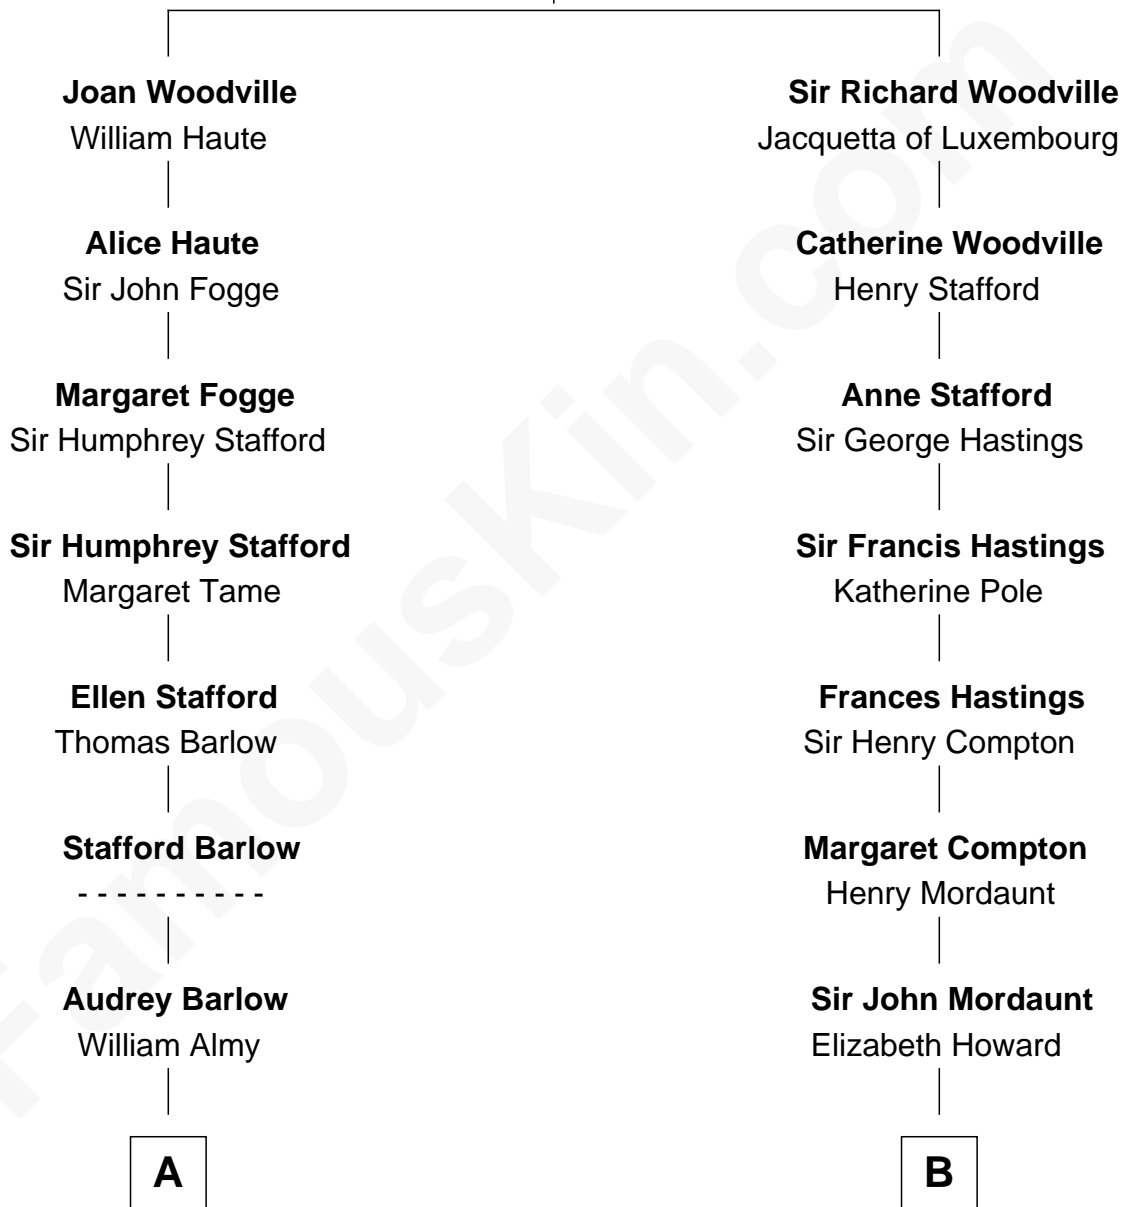 Joan Woodville
William Haute
Alice Haute
Sir John Fogge
Margaret Fogge
Sir Humphrey Stafford
Sir Humphrey Stafford
Margaret Tame
Ellen Stafford
Thomas Barlow
Stafford Barlow
- - - - - - - - - -
Audrey Barlow
William Almy
A
Sir Richard Woodville
Jacquetta of Luxembourg
Catherine Woodville
Henry Stafford
Anne Stafford
Sir George Hastings
Sir Francis Hastings
Katherine Pole
Frances Hastings
Sir Henry Compton
Margaret Compton
Henry Mordaunt
Sir John Mordaunt
Elizabeth Howard
B
FamousKin.com